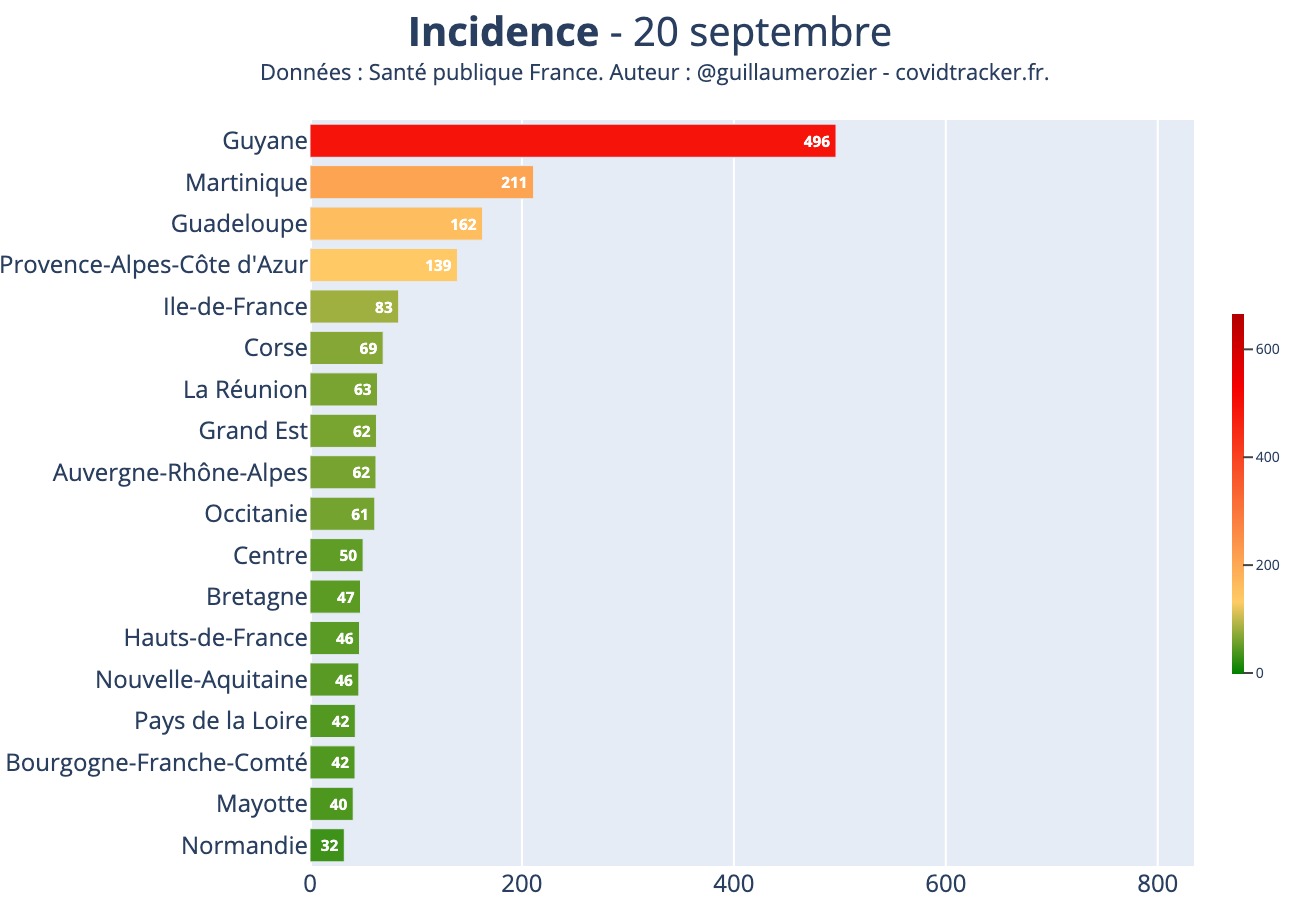 Incidence - 20 septembre
Données : Santé publique France. Auteur : @guillaumerozier - covidtracker.fr.
Guyane 496
Martinique 211
Guadeloupe 162
Provence-Alpes-Côte d'Azur 139
Ile-de-France 83
Corse 69
La Réunion 63
Grand Est 62
Auvergne-Rhône-Alpes 62
Occitanie 61
Centre 50
Bretagne 47
Hauts-de-France 46
Nouvelle-Aquitaine 46
Pays de la Loire 42
Bourgogne-Franche-Comté 42
Mayotte 40
Normandie 32
0 200 400 600 800
600
400
200
0